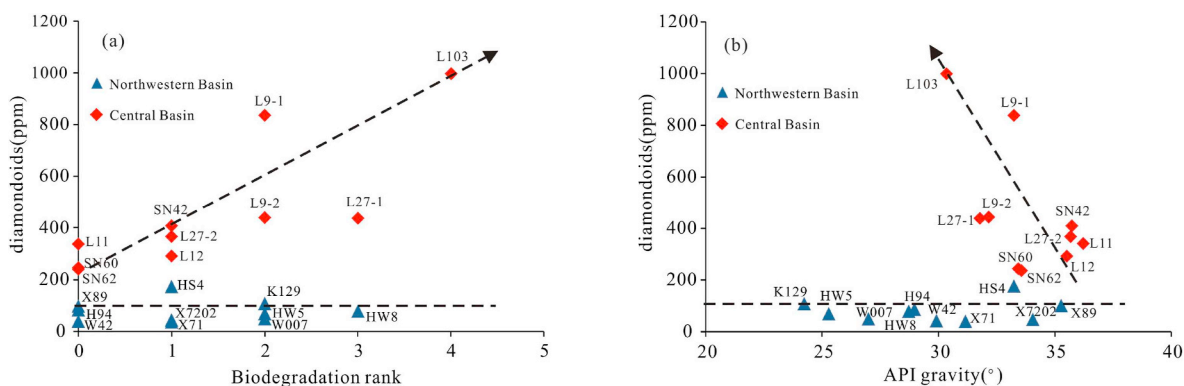 (a)
diamondoids(ppm)
1200
1000
800
600
400
200
0
Northwestern Basin
Central Basin
L103
L9-1
L9-2
L27-1
SN42
L27-2
L12
L11
SN60
SN62
HS4
X89
H94
W42
X7202
X71
K129
HW5
W007
HW8
0
1
2
3
4
5
Biodegradation rank
(b)
diamondoids(ppm)
1200
1000
800
600
400
200
0
Northwestern Basin
Central Basin
L103
L9-1
L9-2
L27-1
SN42
L27-2
L11
L12
SN60
SN62
HS4
K129
HW5
W007
HW8
H94
W42
X71
X7202
X89
20
25
30
35
40
API gravity(°)